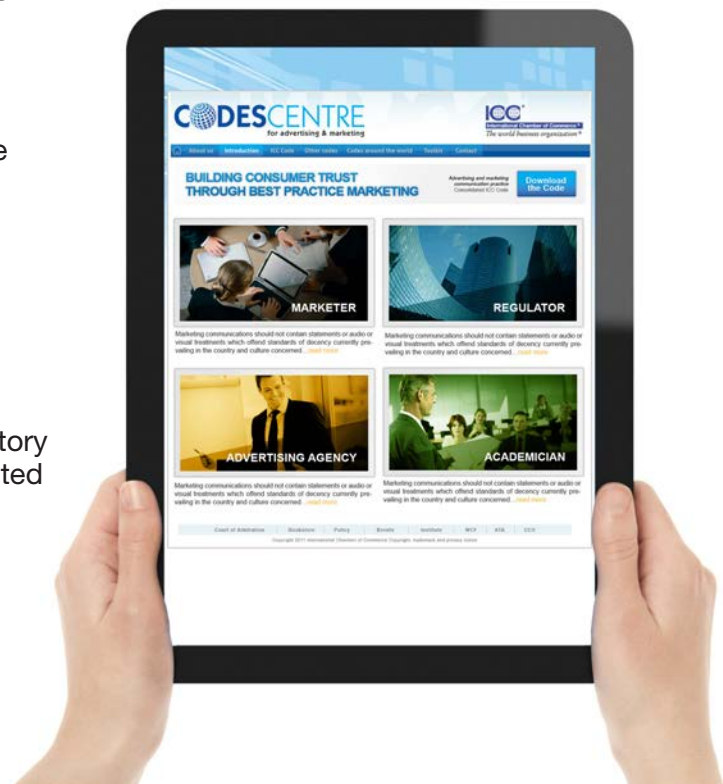 e
tory
ted
CODESCENTRE
for advertising & marketing
ICC
International Chamber of Commerce®
The world business organization®
About us Introduction ICC Code Other codes Codes around the world Toolkit Contact
BUILDING CONSUMER TRUST
THROUGH BEST PRACTICE MARKETING
Advertising and marketing
communication practice
Consolidated ICC Code
Download
the Code
MARKETER
REGULATOR
Marketing communications should not contain statements or audio or
visual treatments which offend standards of decency currently pre-
vailing in the country and culture concerned...read more
Marketing communications should not contain statements or audio or
visual treatments which offend standards of decency currently pre-
vailing in the country and culture concerned...read more
ADVERTISING AGENCY
ACADEMICIAN
Marketing communications should not contain statements or audio or
visual treatments which offend standards of decency currently pre-
vailing in the country and culture concerned...read more
Marketing communications should not contain statements or audio or
visual treatments which offend standards of decency currently pre-
vailing in the country and culture concerned...read more
Court of Arbitration Bookstore Policy Events Institute WCF
Copyright 2011 International Chamber of Commerce Copyright, trademark and privacy notice